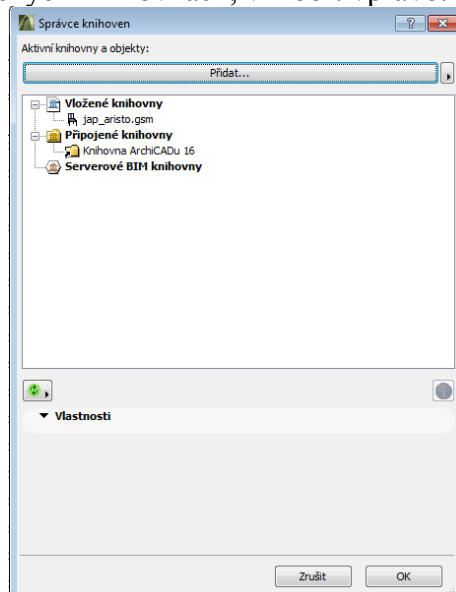 Správce knihoven
Aktivní knihovny a objekty:
Přidat...
Vložené knihovny
jap_aristo.gsm
Připojené knihovny
Knihovna ArchiCADu 16
Serverové BIM knihovny
Vlastnosti
Zrušit
OK